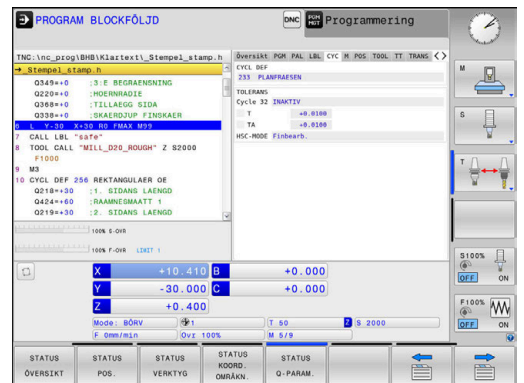 PROGRAM BLOCKFÖLJD
DNC
PGM MGT
Programmering
TNC:\nc_prog\BHB\Klartext\_Stempel_stamp.h
→_Stempel_stamp.h
Q349=+0 ;3:E BEGRAENSNING
Q220=+0 ;HOERNRADIE
Q368=+0 ;TILLAEGG SIDA
Q338=+0 ;SKAERDJUP FINSKAER
6 L Y-30 X+30 R0 FMAX M99
7 CALL LBL "safe"
8 TOOL CALL "MILL_D20_ROUGH" Z S2000
F1000
9 M3
10 CYCL DEF 256 REKTANGULAER OE
Q218=+30 ;1. SIDANS LAENGD
Q424=+60 ;RAAMNESMAATT 1
Q219=+30 ;2. SIDANS LAENGD
100% S-OVR
100% F-OVR LIMIT 1
Översikt PGM PAL LBL CYC M POS TOOL TT TRANS
CYCL DEF
233 PLANFRAESEN
TOLERANS
Cycle 32 INAKTIV
T +0.0100
TA +0.0100
HSC-MODE Finbearb.
X +10.410 B +0.000
Y -30.000 C +0.000
Z +0.400
Mode: BÖRV 1 T 50 Z S 2000
F 0mm/min Ovr 100% M 5/9
M
S
T
S100%
OFF ON
F100%
OFF ON
STATUS ÖVERSIKT
STATUS POS.
STATUS VERKTYG
STATUS KOORD. OMRÄKN.
STATUS Q-PARAM.